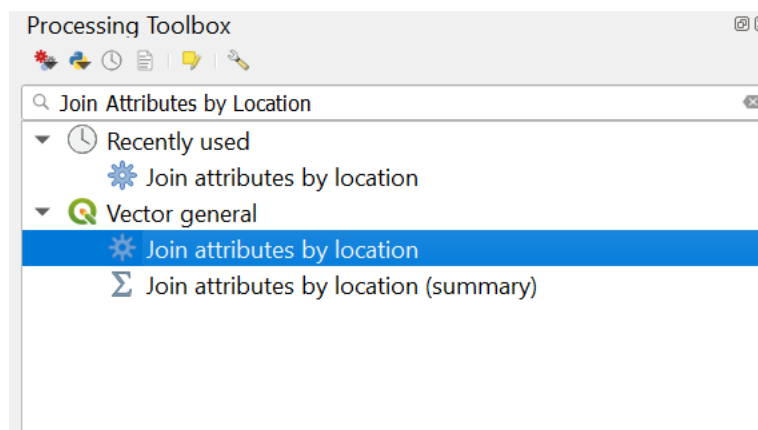 Processing Toolbox
Join Attributes by Location
Recently used
Join attributes by location
Vector general
Join attributes by location
Join attributes by location (summary)